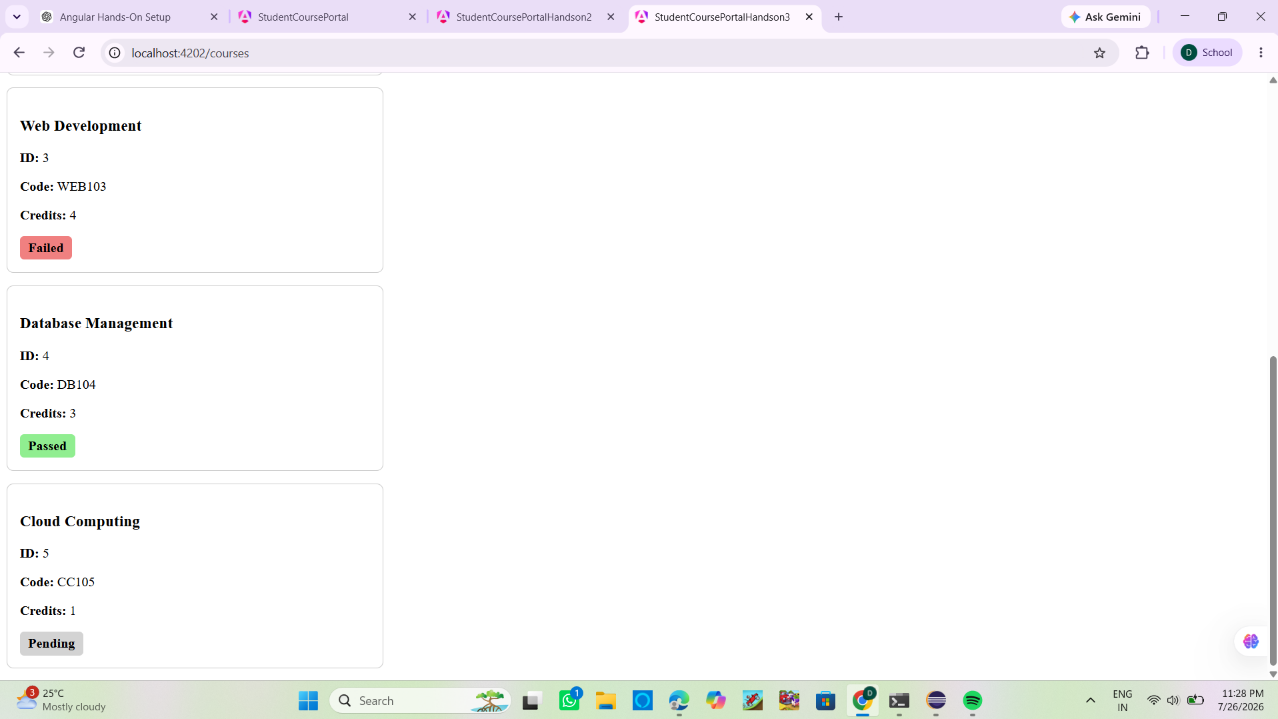 Angular Hands-On Setup
StudentCoursePortal
StudentCoursePortalHandson2
StudentCoursePortalHandson3
Ask Gemini
localhost:4202/courses
D
School
Web Development
ID: 3
Code: WEB103
Credits: 4
Failed
Database Management
ID: 4
Code: DB104
Credits: 3
Passed
Cloud Computing
ID: 5
Code: CC105
Credits: 1
Pending
3
25°C
Mostly cloudy
Search
1
D
ENG
IN
11:28 PM
7/26/2026